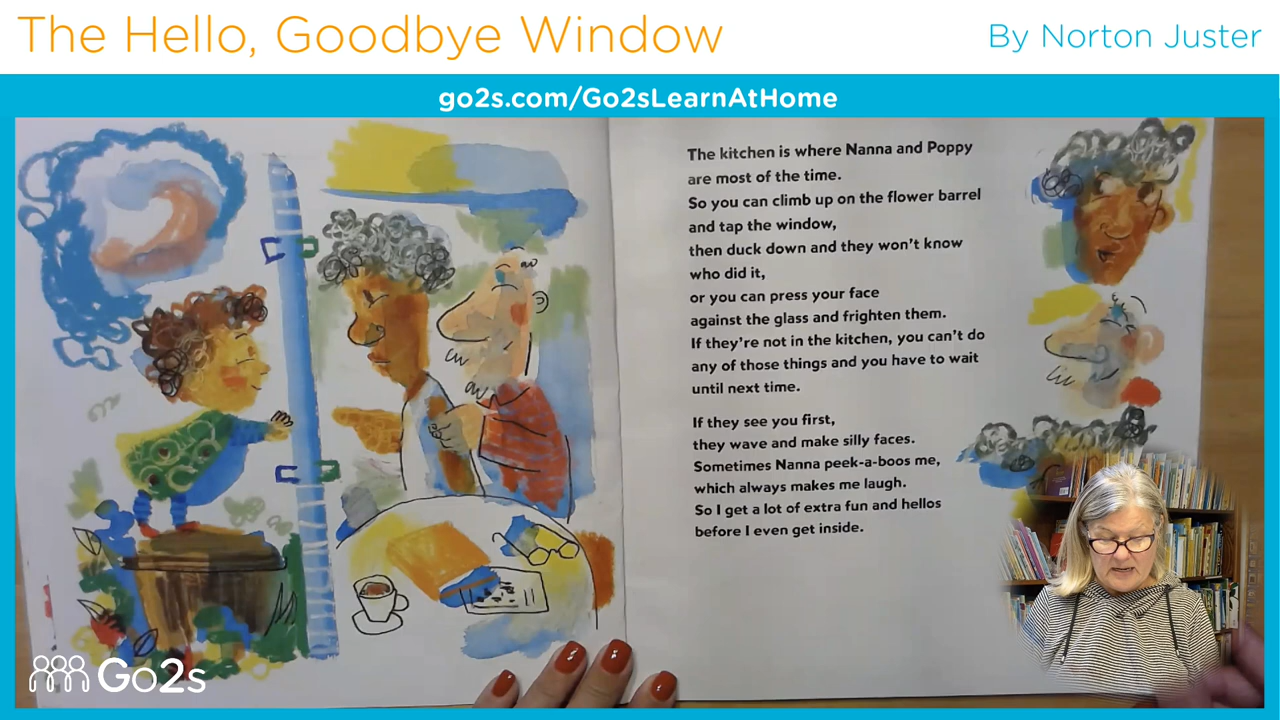 The Hello, Goodbye Window
By Norton Juster
go2s.com/Go2sLearnAtHome
The kitchen is where Nanna and Poppy
are most of the time.
So you can climb up on the flower barrel
and tap the window,
then duck down and they won't know
who did it,
or you can press your face
against the glass and frighten them.
If they're not in the kitchen, you can't do
any of those things and you have to wait
until next time.
If they see you first,
they wave and make silly faces.
Sometimes Nanna peek-a-boos me,
which always makes me laugh.
So I get a lot of extra fun and hellos
before I even get inside.
Go2s